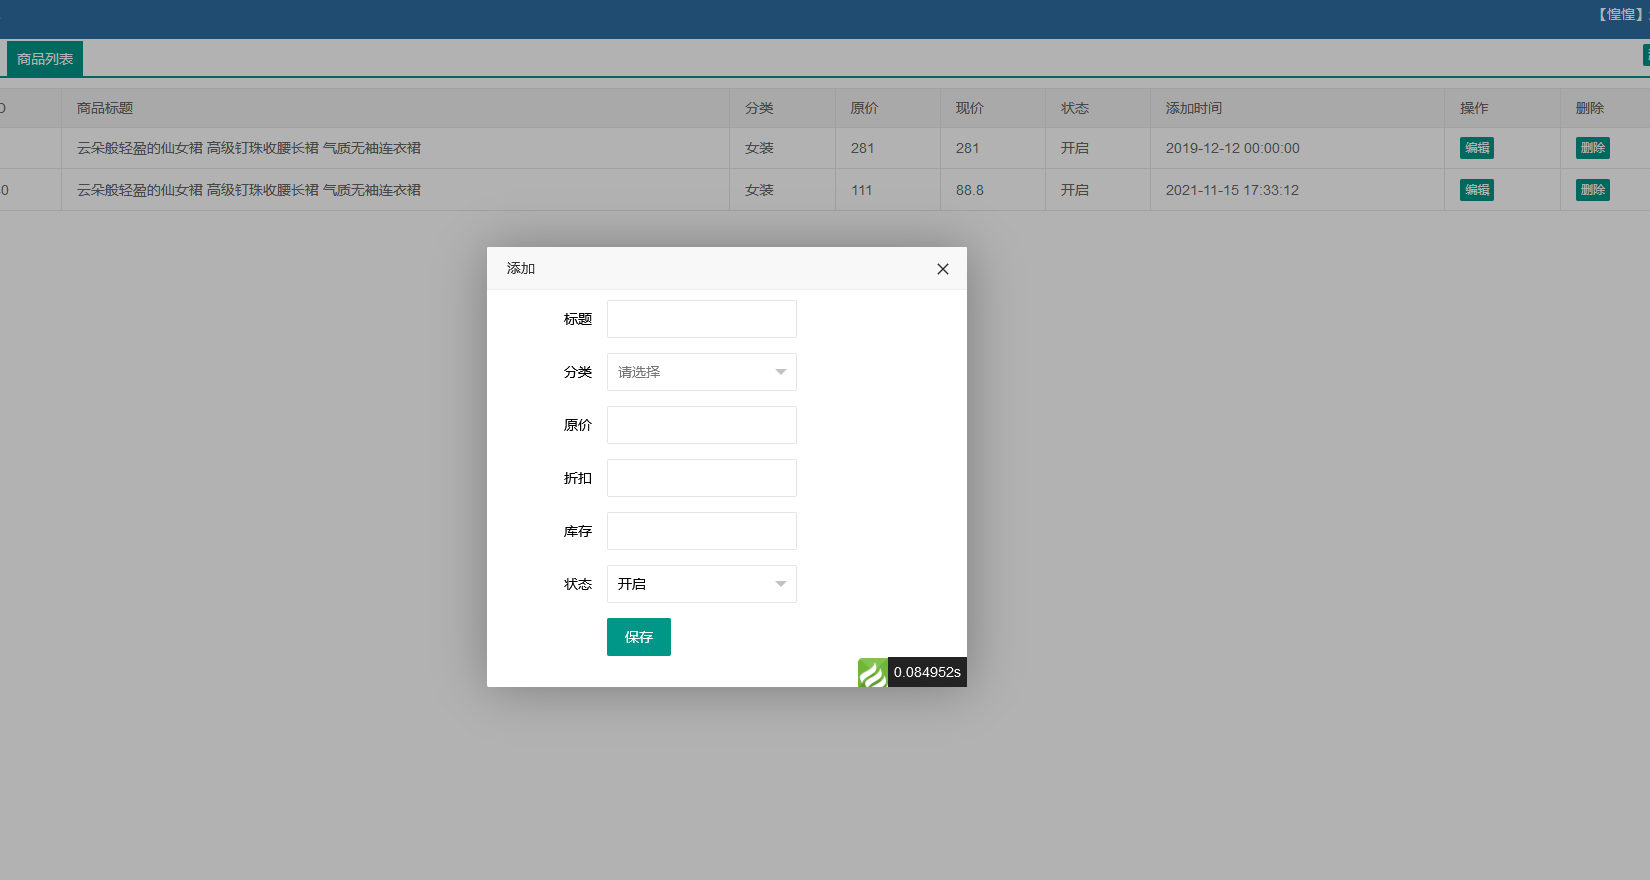 【惶惶】
商品列表
商品标题 分类 原价 现价 状态 添加时间 操作 删除
云朵般轻盈的仙女裙 高级钉珠收腰长裙 气质无袖连衣裙 女装 281 281 开启 2019-12-12 00:00:00 编辑 删除
0 云朵般轻盈的仙女裙 高级钉珠收腰长裙 气质无袖连衣裙 女装 111 88.8 开启 2021-11-15 17:33:12 编辑 删除
添加
标题
分类 请选择
原价
折扣
库存
状态 开启
保存
0.084952s